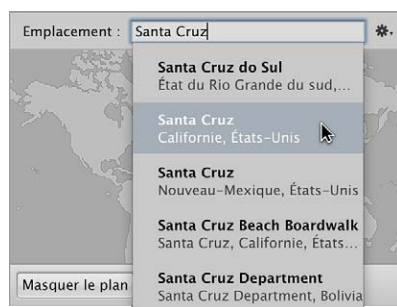 Emplacement : Santa Cruz
Santa Cruz do Sul
État du Rio Grande du sud,...
Santa Cruz
Californie, États-Unis
Santa Cruz
Nouveau-Mexique, États-Unis
Santa Cruz Beach Boardwalk
Santa Cruz, Californie, États...
Masquer le plan
Santa Cruz Department
Santa Cruz Department, Bolivia